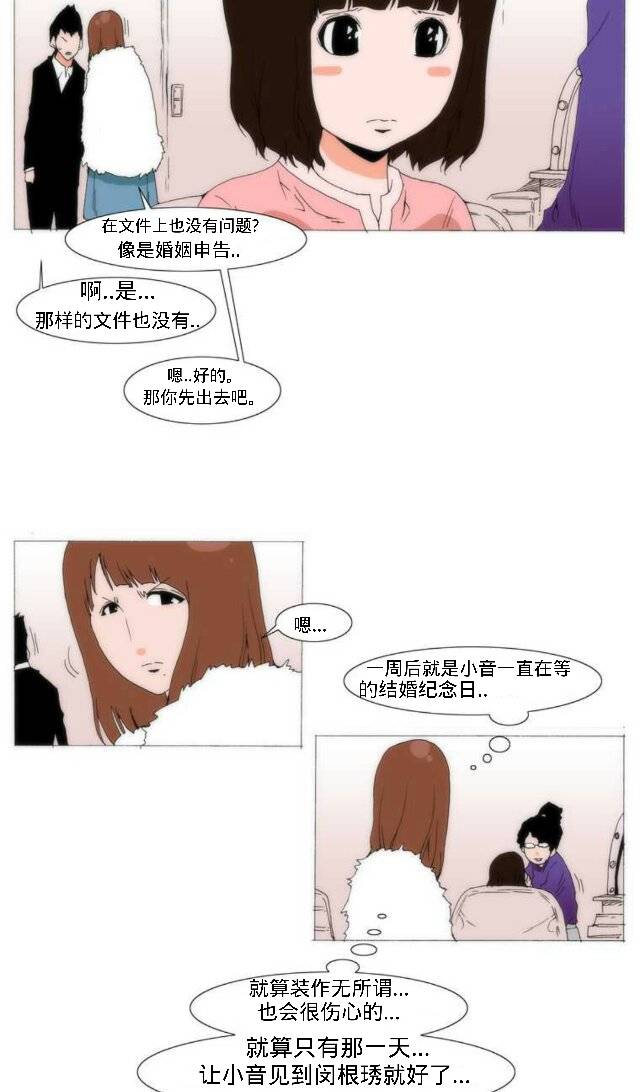 在文件上也没有问题?
像是婚姻申告..
啊..是...
那样的文件也没有..
嗯..好的。
那你先出去吧。
嗯...
一周后就是小音一直在等
的结婚纪念日..
就算装作无所谓...
也会很伤心的...
就算只有那一天...
让小音见到闵根琇就好了...